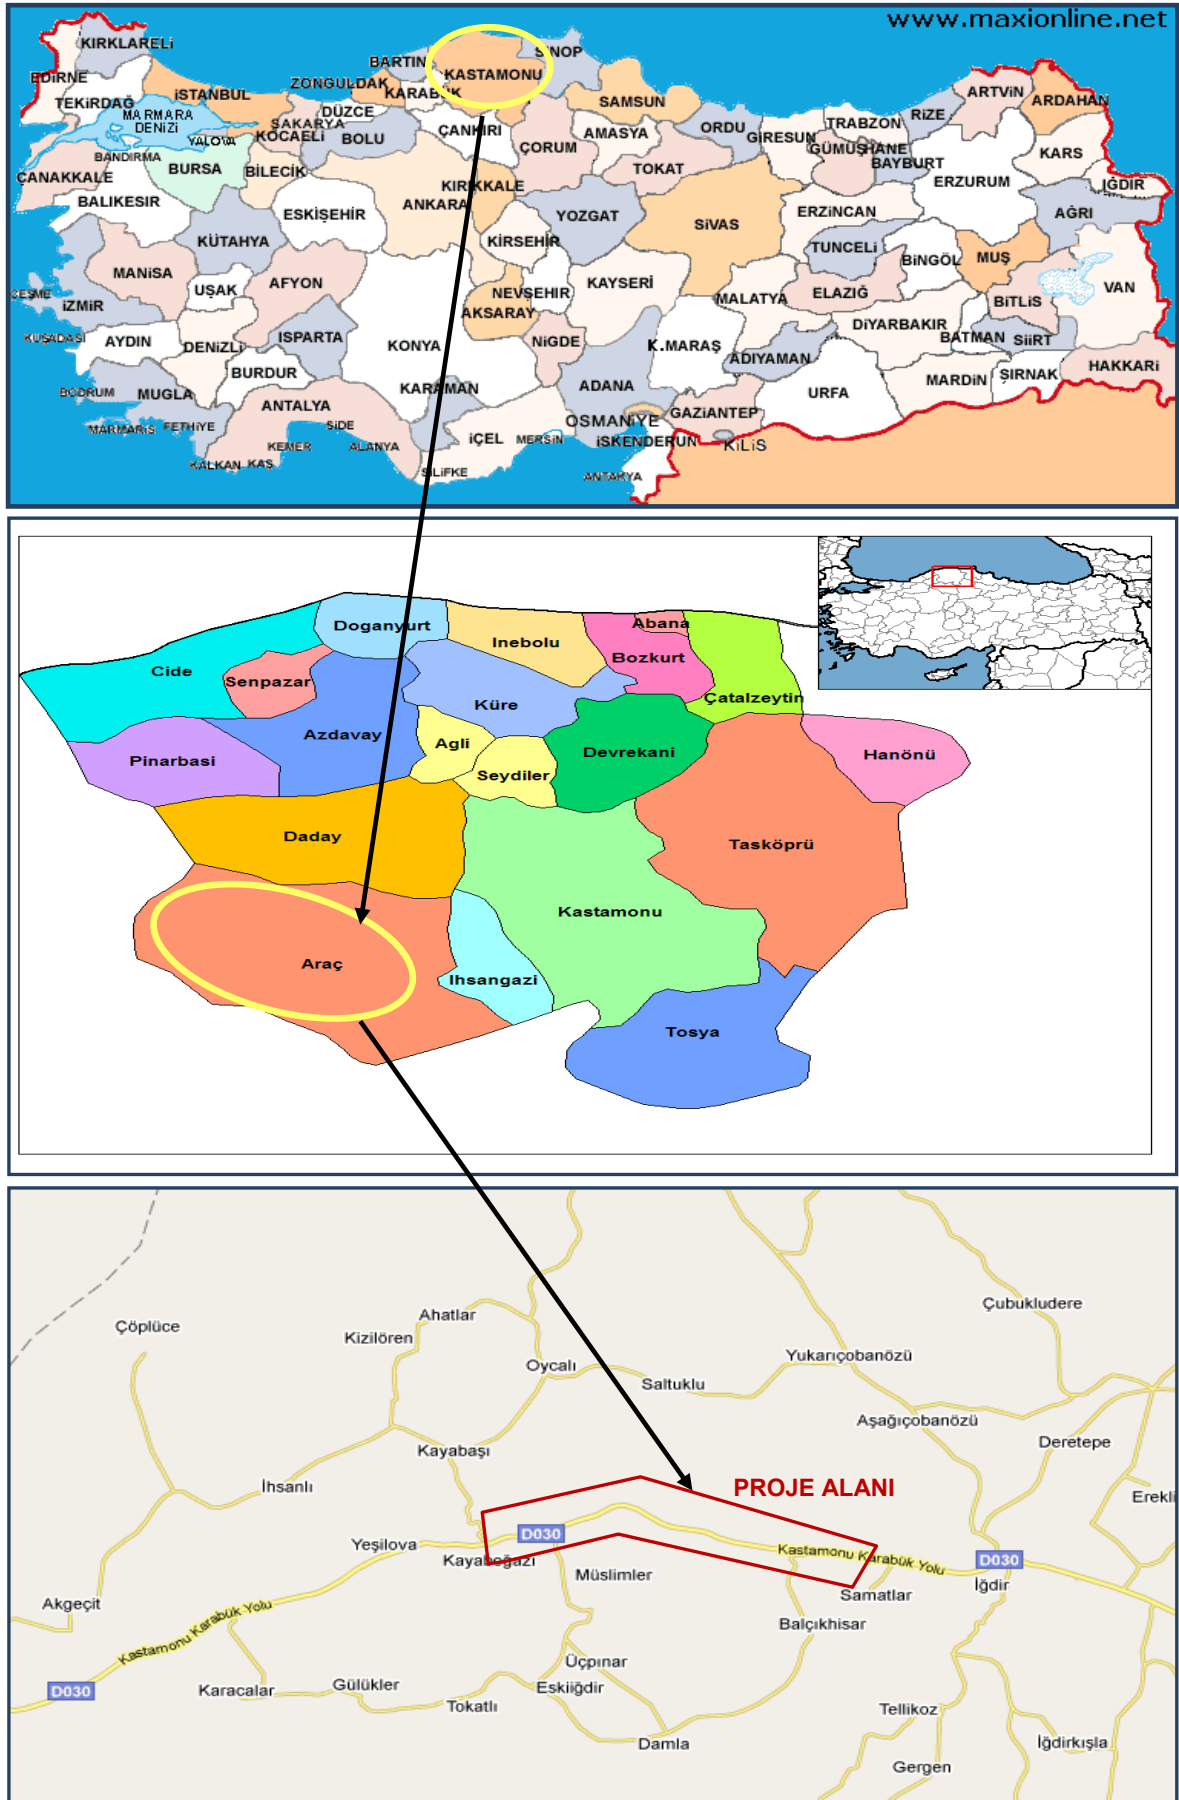 www.maxionline.net
KIRKLARELİ
EDİRNE
TEKİRDAĞ
MARMARA
DENİZİ
İSTANBUL
YALOVA
KOCAELİ
SAKARYA
DÜZCE
ZONGULDAK
BARTIN
KARABÜK
KASTAMONU
SİNOP
SAMSUN
BOLU
ÇANKIRI
ÇORUM
AMASYA
TOKAT
ORDU
GİRESUN
TRABZON
GÜMÜŞHANE
BAYBURT
RİZE
ARTVİN
ARDAHAN
KARS
IĞDIR
ERZURUM
AĞRI
BANDIRMA
ÇANAKKALE
BALIKESIR
BURSA
BİLECİK
ESKİŞEHİR
ANKARA
KIRIKKALE
KÜTAHYA
YOZGAT
SİVAS
ERZİNCAN
TUNCELİ
BİNGÖL
MUŞ
KİRSEHİR
MANİSA
UŞAK
AFYON
NEVŞEHIR
AKSARAY
KAYSERİ
MALATYA
ELAZIĞ
BİTLİS
VAN
ÇEŞME
İZMİR
KUŞADASI
AYDIN
DENİZLİ
ISPARTA
BURDUR
KONYA
NİGDE
K.MARAŞ
ADIYAMAN
DİYARBAKIR
BATMAN
SİİRT
ŞIRNAK
HAKKARİ
MARDİN
URFA
BODRUM
MUGLA
MARMARİS
FETHİYE
ANTALYA
KARAMAN
ADANA
OSMANİYE
GAZİANTEP
KİLİS
İSKENDERUN
ANTAKYA
SİDE
KEMER
ALANYA
KALKAN
KAŞ
SİLİFKE
İÇEL
MERSİN
Doganyurt
Inebolu
Abana
Bozkurt
Cide
Senpazar
Küre
Çatalzeytin
Azdavay
Agli
Devrekani
Hanönü
Pinarbasi
Seydiler
Daday
Tasköprü
Kastamonu
Araç
Ihsangazi
Tosya
Çöplüce
Ahatlar
Kizilören
Çubukludere
Oycalı
Saltuklu
Yukarıçobanözü
Aşağıçobanözü
Deretepe
Kayabaşı
İhsanlı
PROJE ALANI
Erekli
D030
Yeşilova
Kayaboğazi
Kastamonu Karabük Yolu
D030
Müslimler
Samatlar
İğdir
Akgeçit
Kastamonu Karabük Yolu
Balçıkhisar
D030
Karacalar
Gülükler
Üçpınar
Eskiiğdir
Tokatlı
Tellikoz
Damla
İğdirkışla
Gergen